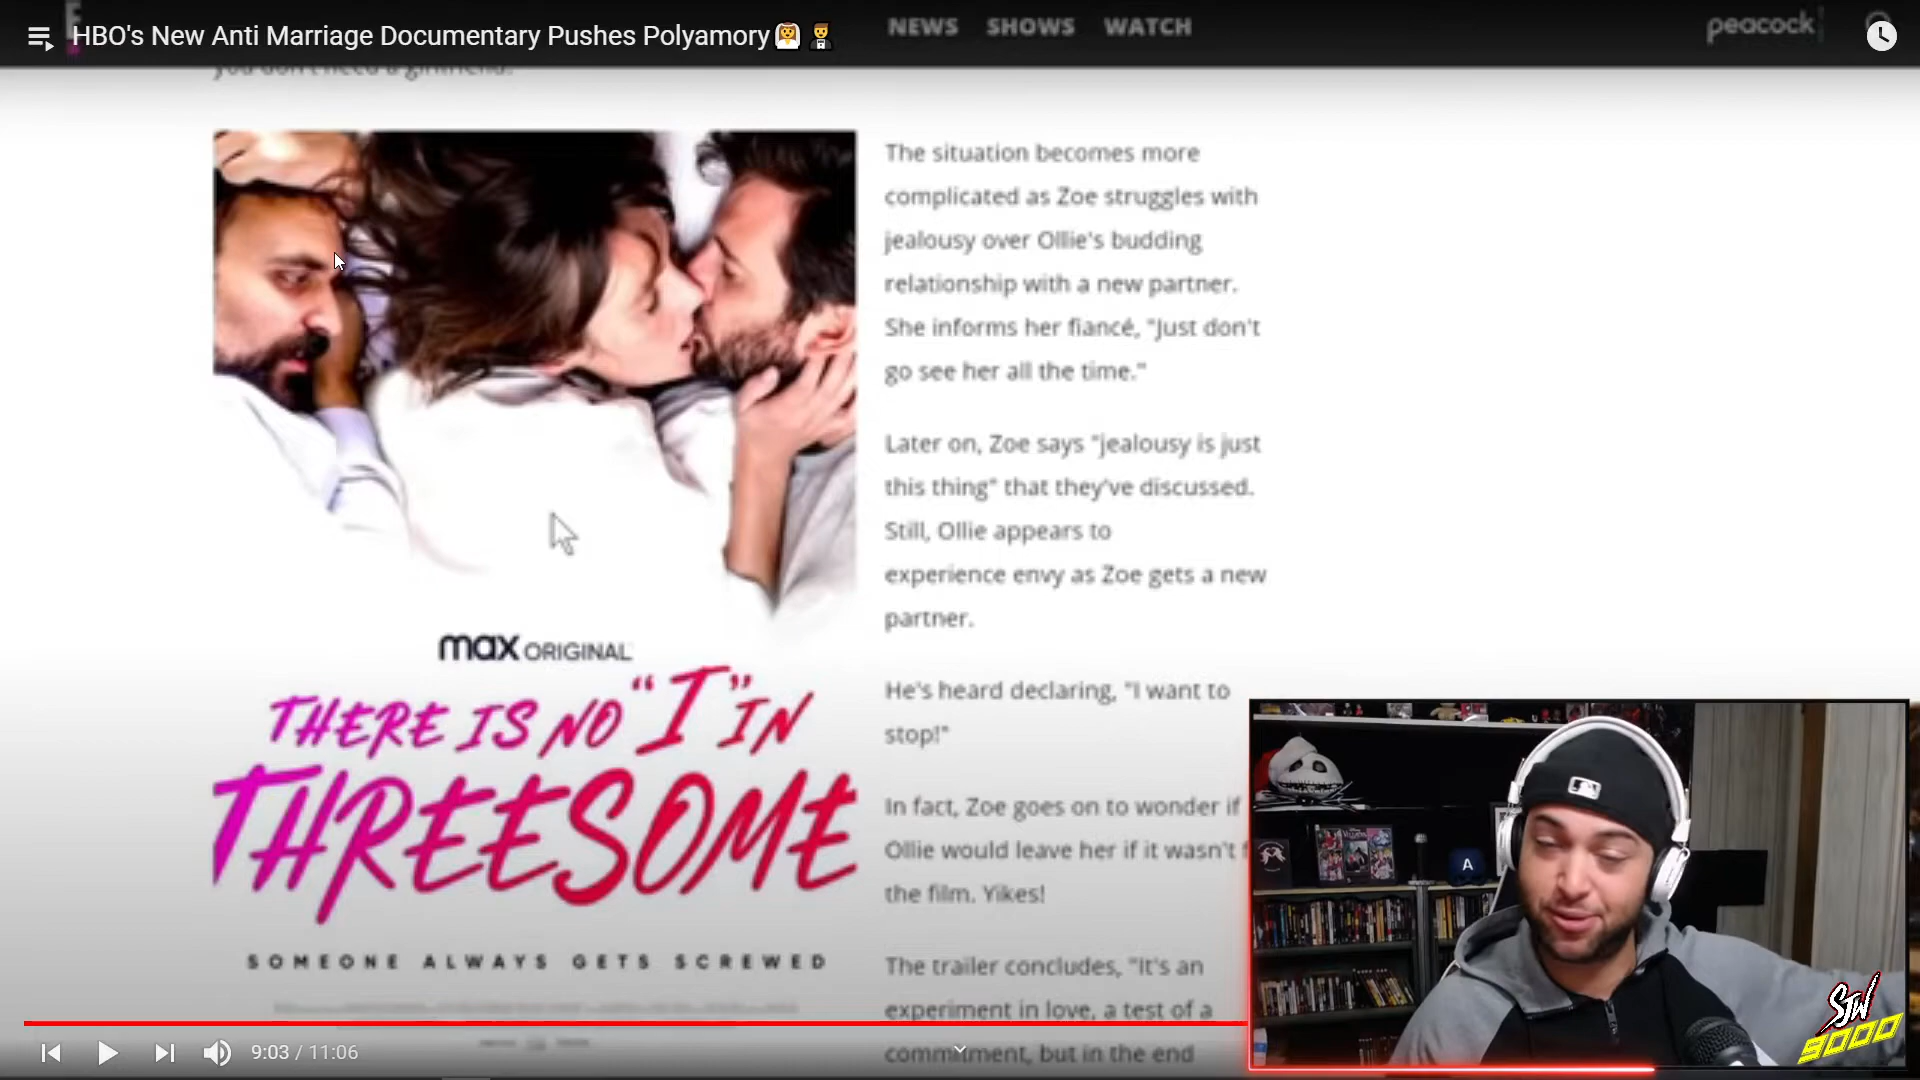 HBO's New Anti Marriage Documentary Pushes Polyamory
NEWS SHOWS WATCH
peacock
you don't need a girlfriend.
The situation becomes more
complicated as Zoe struggles with
jealousy over Ollie's budding
relationship with a new partner.
She informs her fiancé, "Just don't
go see her all the time."
Later on, Zoe says "jealousy is just
this thing" that they've discussed.
Still, Ollie appears to
experience envy as Zoe gets a new
partner.
He's heard declaring, "I want to
stop!"
In fact, Zoe goes on to wonder if
Ollie would leave her if it wasn't
the film. Yikes!
The trailer concludes, "It's an
experiment in love, a test of a
commitment, but in the end
max ORIGINAL
THERE IS NO "I" IN
THREESOME
SOMEONE ALWAYS GETS SCREWED
A
SJW
9000
9:03 / 11:06